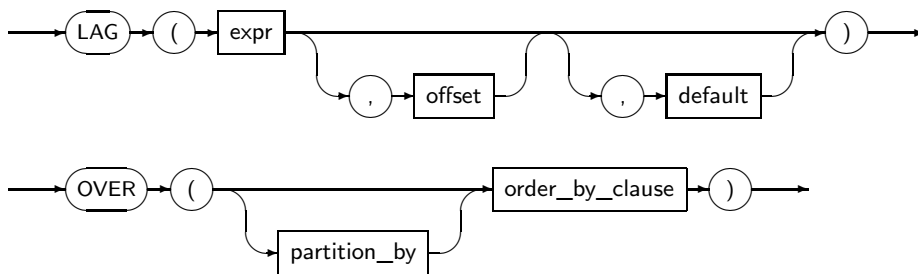 LAG ( expr , offset , default )
OVER ( partition_by order_by_clause )